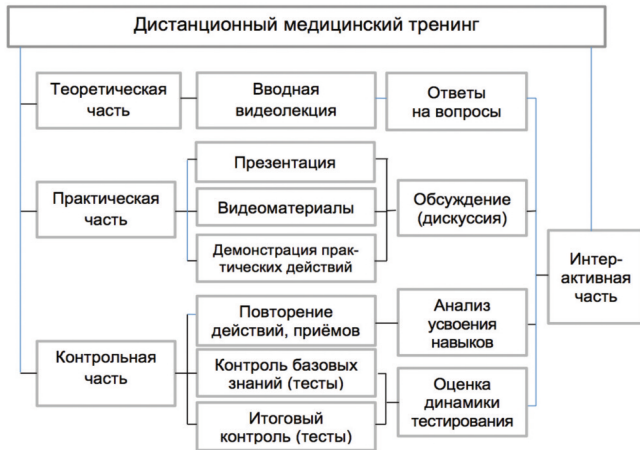 Дистанционный медицинский тренинг
Теоретическая
часть
Вводная
видеолекция
Ответы
на вопросы
Практическая
часть
Презентация
Видеоматериалы
Демонстрация прак-
тических действий
Обсуждение
(дискуссия)
Интер-
активная
часть
Контрольная
часть
Повторение
действий, приёмов
Контроль базовых
знаний (тесты)
Итоговый
контроль (тесты)
Анализ
усвоения
навыков
Оценка
динамики
тестирования